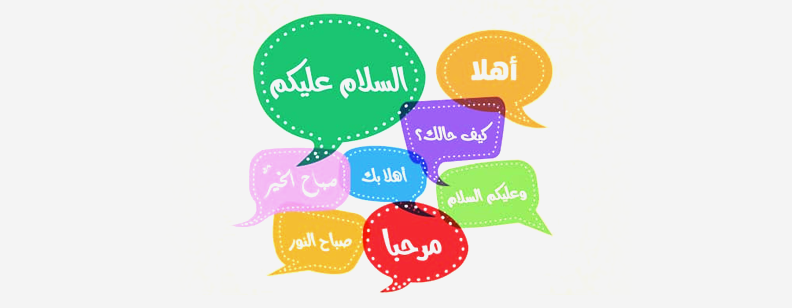 السلام عليكم
أهلا
كيف حالك؟
صباح الخير
اهلا بك
وعليكم السلام
صباح النور
مرحبا